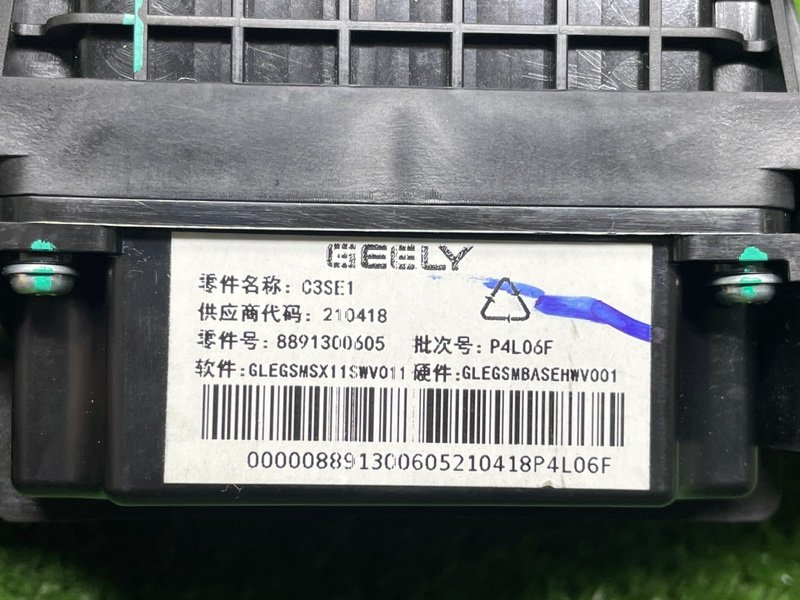 GEELY
零件名称: C3SE1
供应商代码: 210418
零件号: 8891300605 批次号: P4L06F
软件:GLEGSMSX11SWV011 硬件:GLEGSMBASEHWV001
000008891300605210418P4L06F